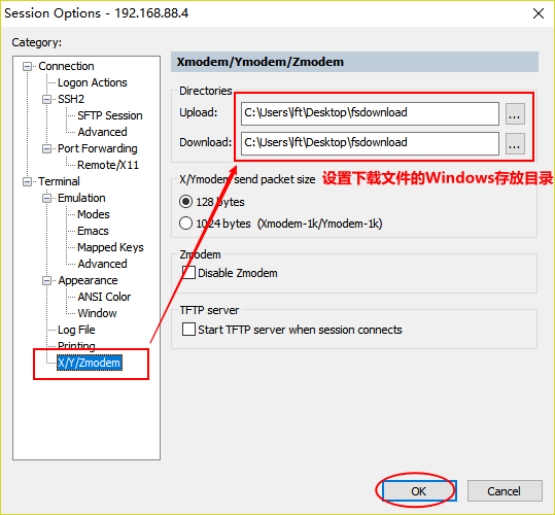 Session Options - 192.168.88.4
Category:
Connection
Logon Actions
SSH2
SFTP Session
Advanced
Port Forwarding
Remote/X11
Terminal
Emulation
Modes
Emacs
Mapped Keys
Advanced
Appearance
ANSI Color
Window
Log File
Printing
X/Y/Zmodem
Xmodem/Ymodem/Zmodem
Directories
Upload: C:\Users\lft\Desktop\fsdownload ...
Download: C:\Users\lft\Desktop\fsdownload ...
X/Ymodem send packet size 设置下载文件的Windows存放目录
128 bytes
1024 bytes (Xmodem-1k/Ymodem-1k)
Zmodem
Disable Zmodem
TFTP server
Start TFTP server when session connects
OK Cancel